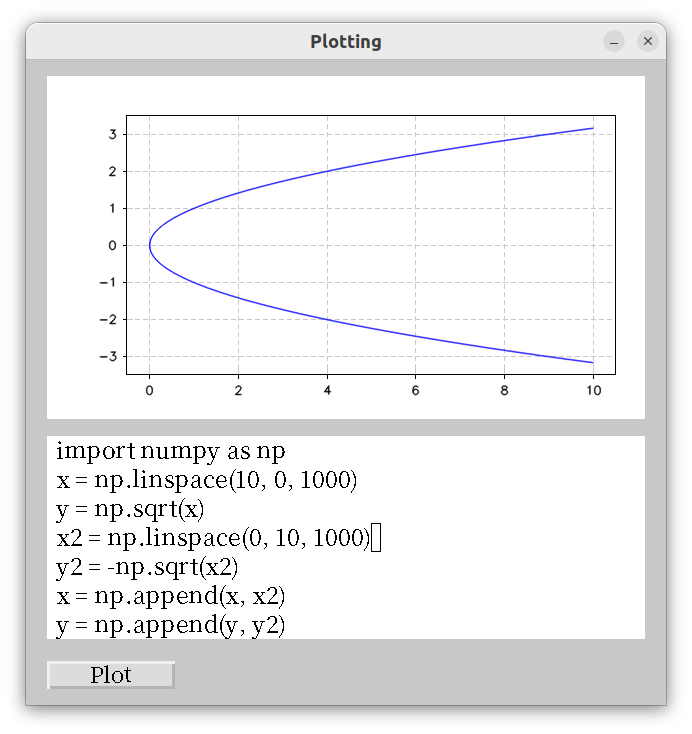 Plotting
3
2
1
0
−1
−2
−3
0 2 4 6 8 10
import numpy as np
x = np.linspace(10, 0, 1000)
y = np.sqrt(x)
x2 = np.linspace(0, 10, 1000)
y2 = -np.sqrt(x2)
x = np.append(x, x2)
y = np.append(y, y2)
Plot